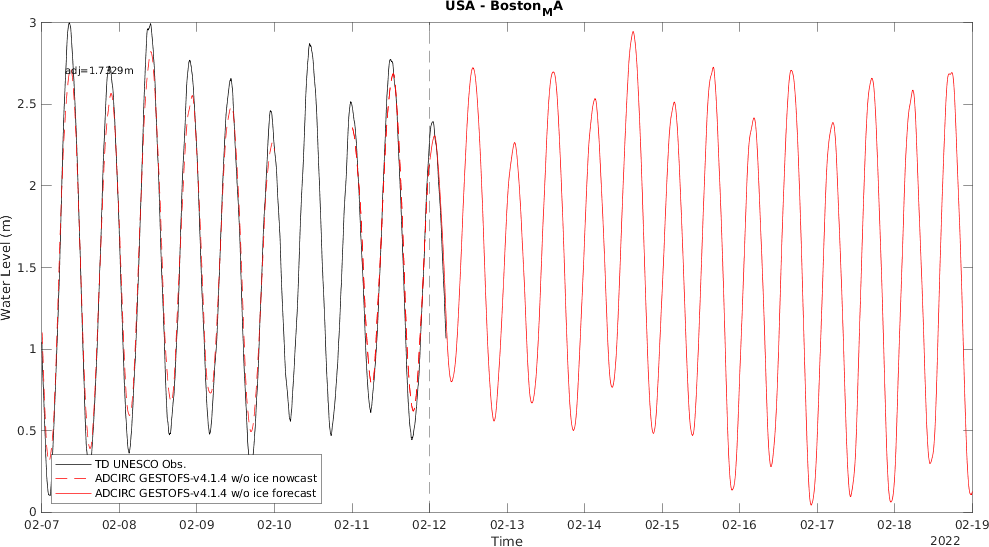 USA - Boston_MA
3
adj=1.7329m
2.5
2
1.5
1
0.5
0
Water Level (m)
TD UNESCO Obs.
ADCIRC GESTOFS-v4.1.4 w/o ice nowcast
ADCIRC GESTOFS-v4.1.4 w/o ice forecast
02-07 02-08 02-09 02-10 02-11 02-12 02-13 02-14 02-15 02-16 02-17 02-18 02-19
Time
2022